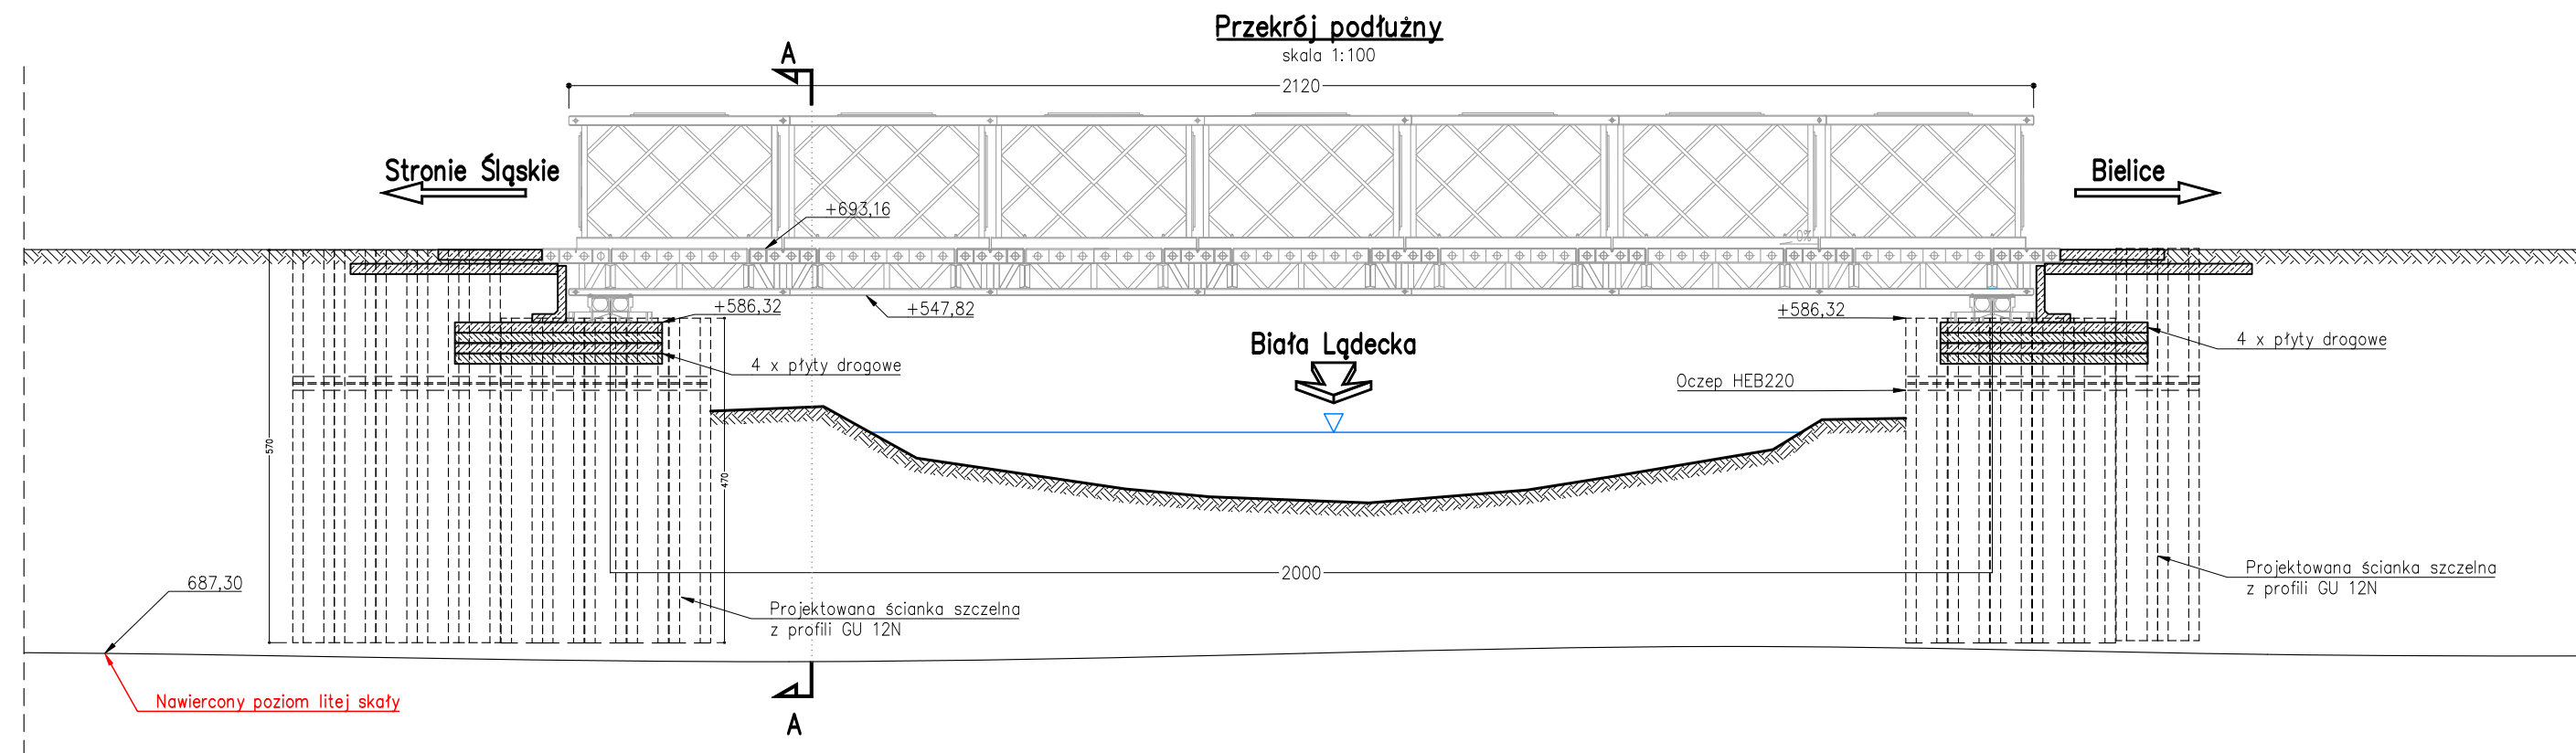 Przekrój podłużny
skala 1:100
A
2120
Stronie Śląskie
Bielice
+693,16
0%
+586,32
+547,82
+586,32
Biała Lądecka
4 x płyty drogowe
4 x płyty drogowe
Oczep HEB220
570
470
2000
687,30
Projektowana ścianka szczelna
z profili GU 12N
Projektowana ścianka szczelna
z profili GU 12N
Nawiercony poziom litej skały
A